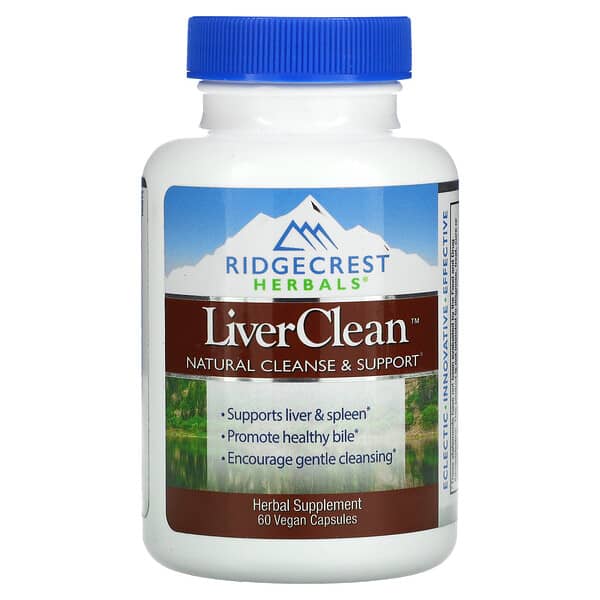 RIDGECREST
HERBALS®
LiverClean™
NATURAL CLEANSE & SUPPORT
• Supports liver & spleen*
• Promote healthy bile*
• Encourage gentle cleansing*
Herbal Supplement
60 Vegan Capsules
ECLECTIC • INNOVATIVE • EFFECTIVE